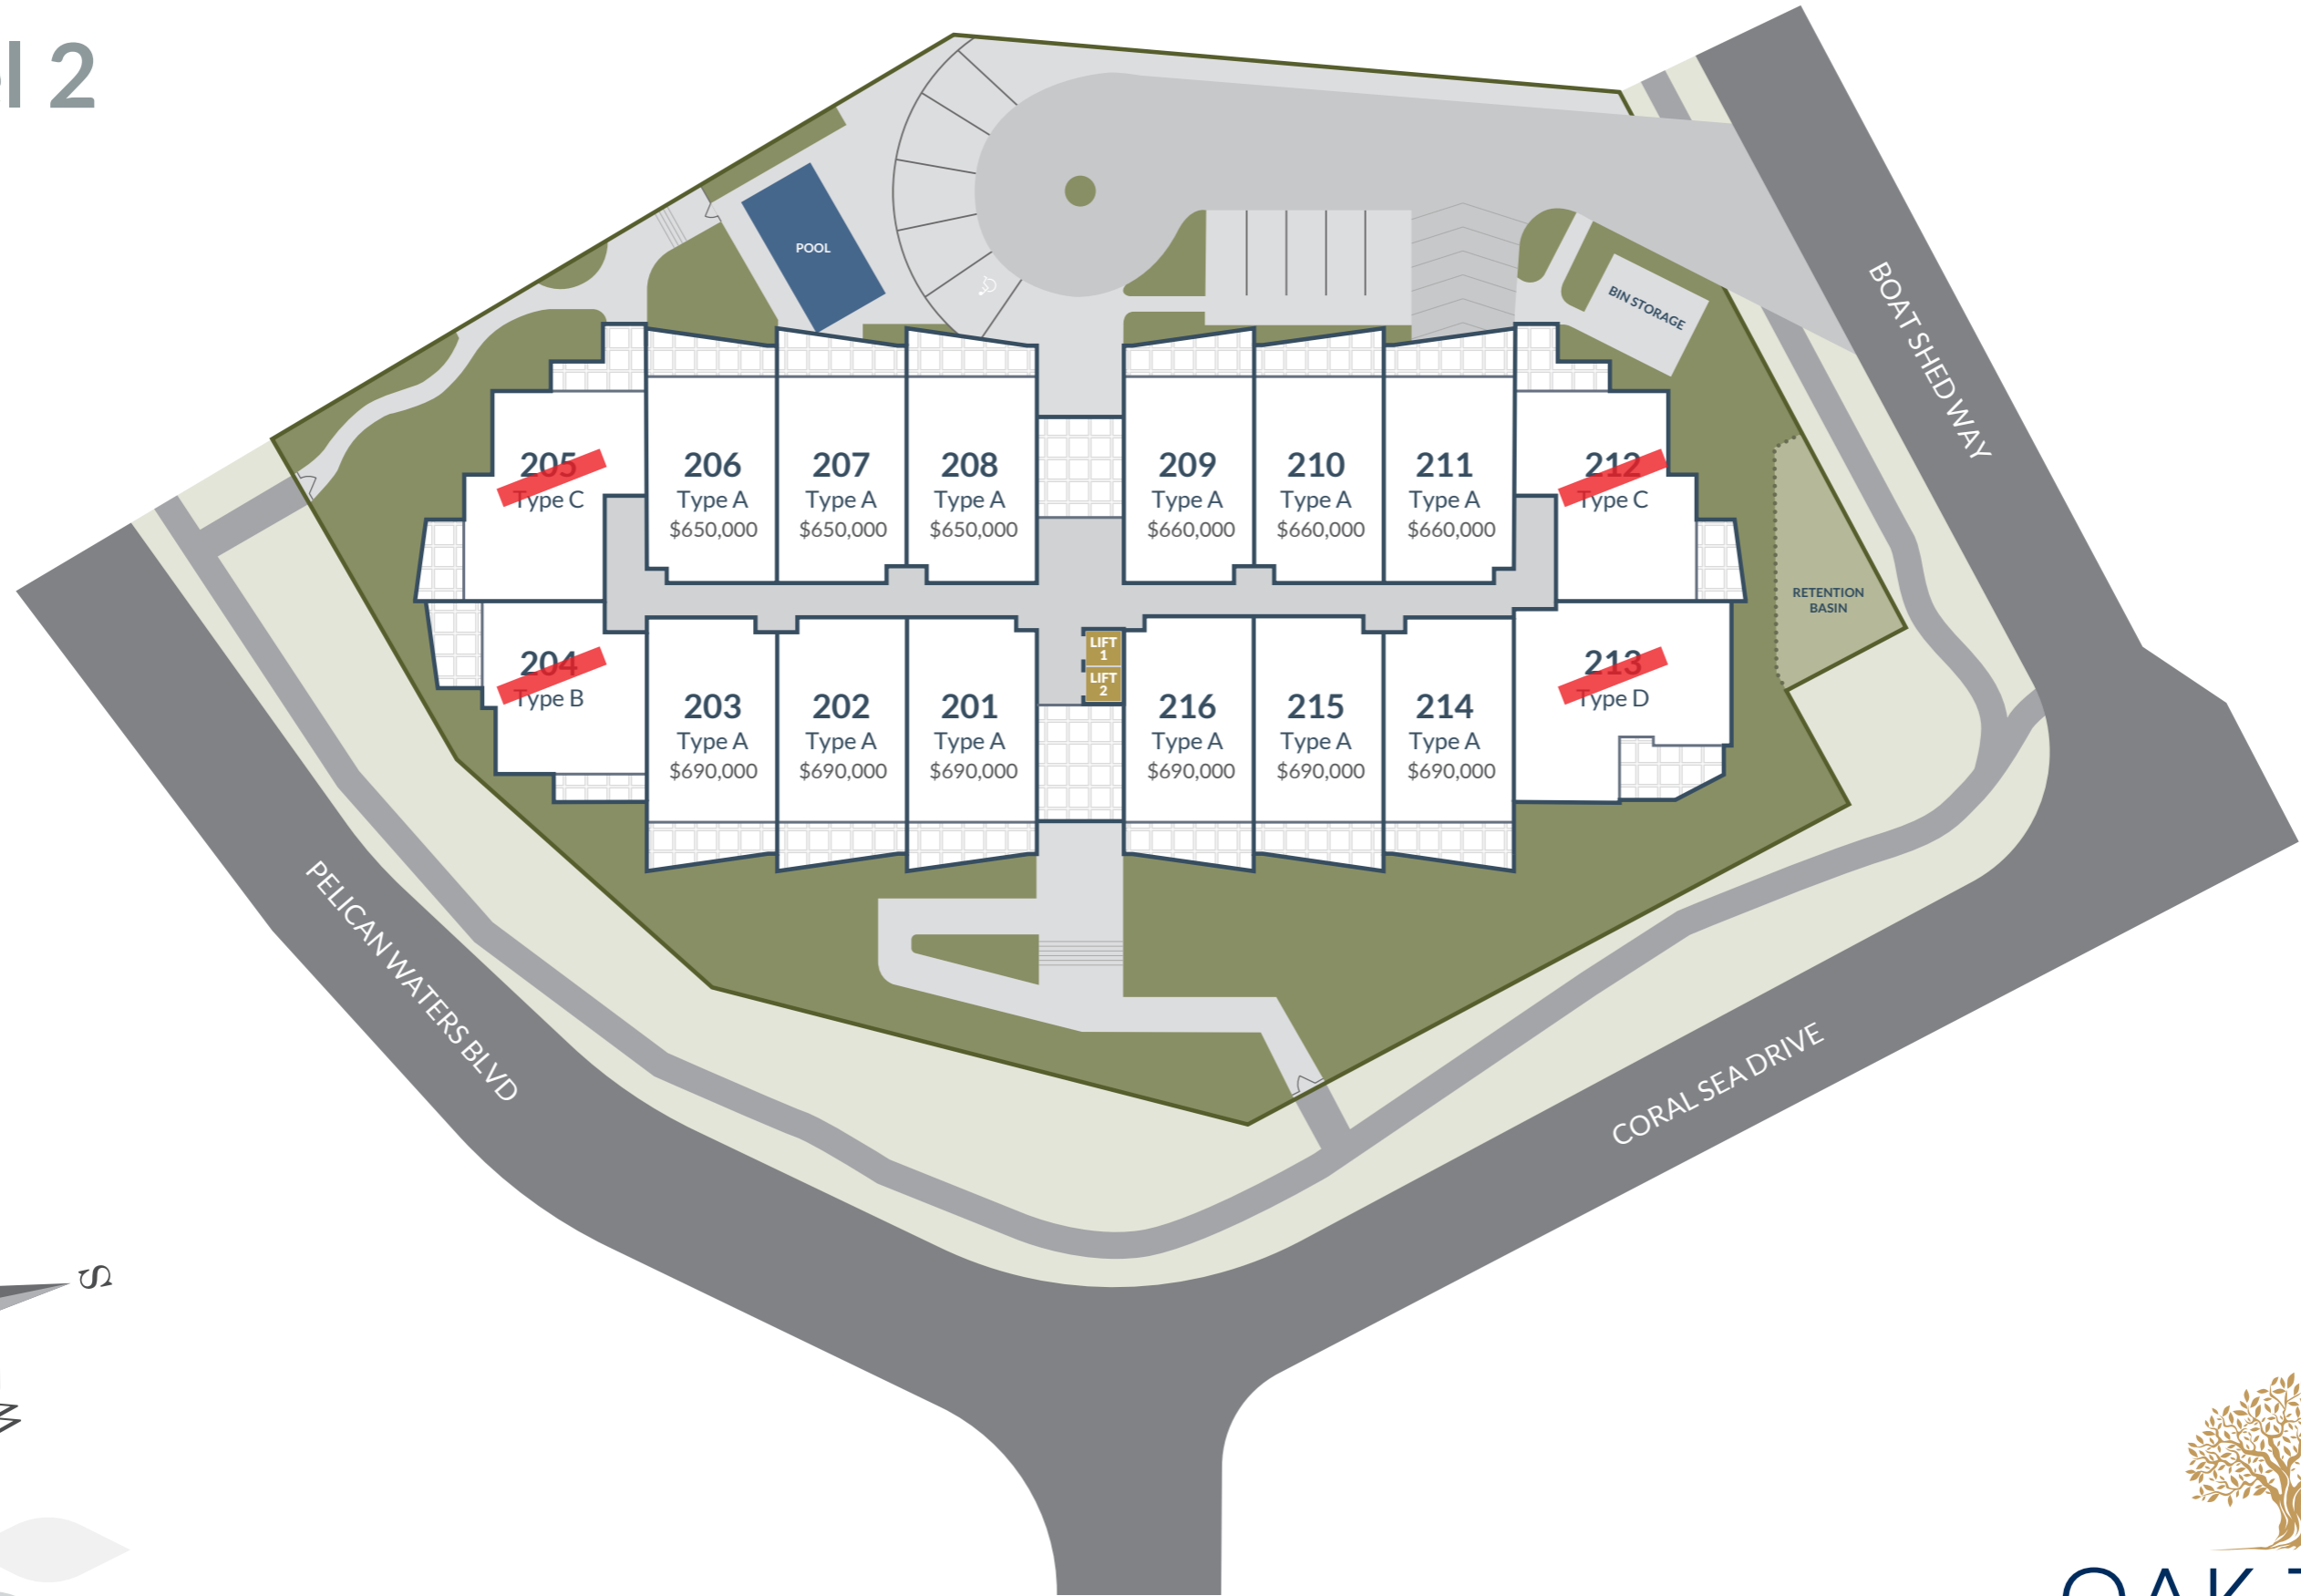 l 2
POOL
BIN STORAGE
BOAT SHED WAY
205
Type C
206
Type A
$650,000
207
Type A
$650,000
208
Type A
$650,000
209
Type A
$660,000
210
Type A
$660,000
211
Type A
$660,000
212
Type C
RETENTION
BASIN
204
Type B
203
Type A
$690,000
202
Type A
$690,000
201
Type A
$690,000
LIFT
1
LIFT
2
216
Type A
$690,000
215
Type A
$690,000
214
Type A
$690,000
213
Type D
PELICAN WATERS BLVD
CORAL SEA DRIVE
S
W
OAK